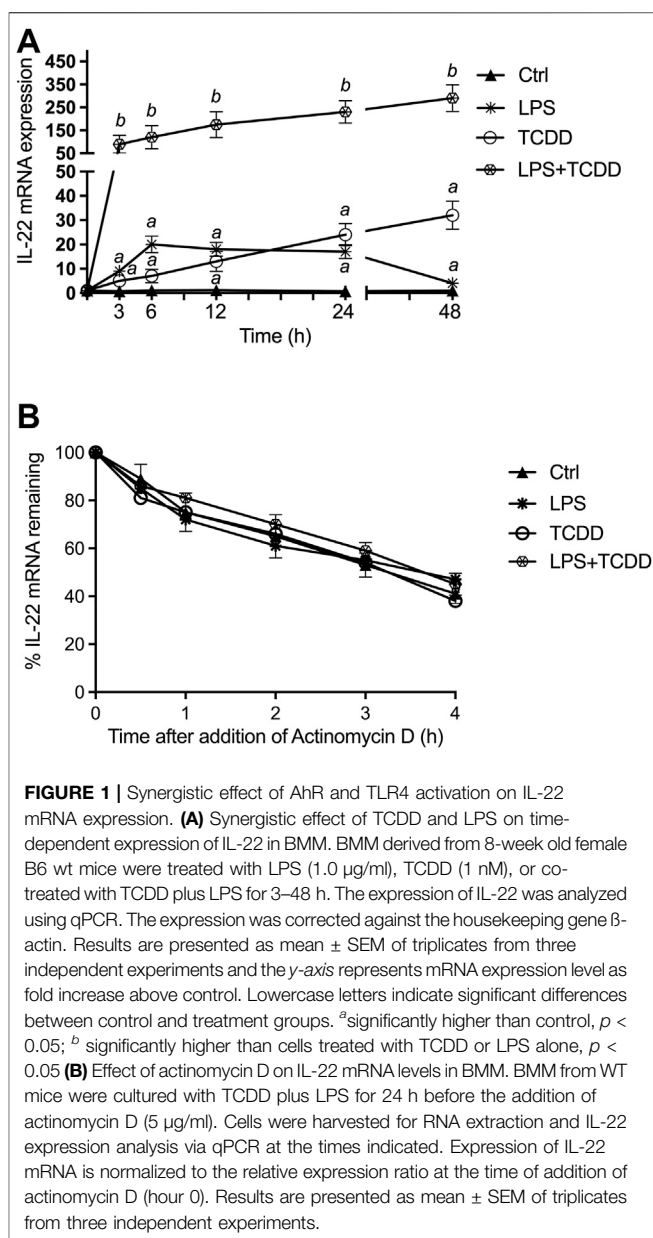 A
IL-22 mRNA expression
450
350
250
150
50
50
40
30
20
10
0
b b b b b
a a a a a a a a a a
3 6 12 24 48
Time (h)
Ctrl
LPS
TCDD
LPS+TCDD
B
% IL-22 mRNA remaining
100
80
60
40
20
0
0 1 2 3 4
Time after addition of Actinomycin D (h)
Ctrl
LPS
TCDD
LPS+TCDD
FIGURE 1 | Synergistic effect of AhR and TLR4 activation on IL-22
mRNA expression. (A) Synergistic effect of TCDD and LPS on time-
dependent expression of IL-22 in BMM. BMM derived from 8-week old female
B6 wt mice were treated with LPS (1.0 µg/ml), TCDD (1 nM), or co-
treated with TCDD plus LPS for 3–48 h. The expression of IL-22 was analyzed
using qPCR. The expression was corrected against the housekeeping gene ß-
actin. Results are presented as mean ± SEM of triplicates from three
independent experiments and the y-axis represents mRNA expression level as
fold increase above control. Lowercase letters indicate significant differences
between control and treatment groups. a significantly higher than control, p <
0.05; b significantly higher than cells treated with TCDD or LPS alone, p <
0.05 (B) Effect of actinomycin D on IL-22 mRNA levels in BMM. BMM from WT
mice were cultured with TCDD plus LPS for 24 h before the addition of
actinomycin D (5 µg/ml). Cells were harvested for RNA extraction and IL-22
expression analysis via qPCR at the times indicated. Expression of IL-22
mRNA is normalized to the relative expression ratio at the time of addition of
actinomycin D (hour 0). Results are presented as mean ± SEM of triplicates
from three independent experiments.